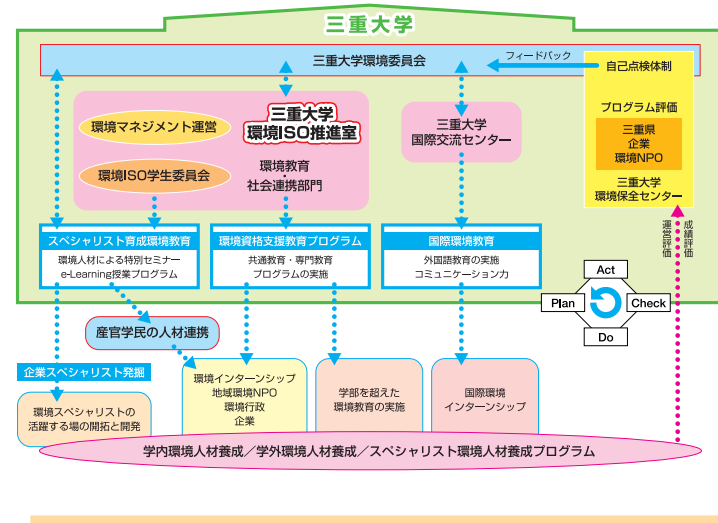 三重大学
三重大学環境委員会
フィードバック
自己点検体制
プログラム評価
三重県
企業
環境NPO
三重大学
環境保全センター
環境マネジメント運営
三重大学
環境ISO推進室
環境ISO学生委員会
環境教育
・
社会連携部門
三重大学
国際交流センター
運営評価
成績評価
スペシャリスト育成環境教育
環境人材による特別セミナー
e-Learning授業プログラム
環境資格支援教育プログラム
共通教育・専門教育
プログラムの実施
国際環境教育
外国語教育の実施
コミュニケーション力
Act
Plan
Check
Do
産官学民の人材連携
企業スペシャリスト発掘
環境スペシャリストの
活躍する場の開拓と開発
環境インターンシップ
地域環境NPO
環境行政
企業
学部を超えた
環境教育の実施
国際環境
インターンシップ
学内環境人材養成／学外環境人材養成／スペシャリスト環境人材養成プログラム